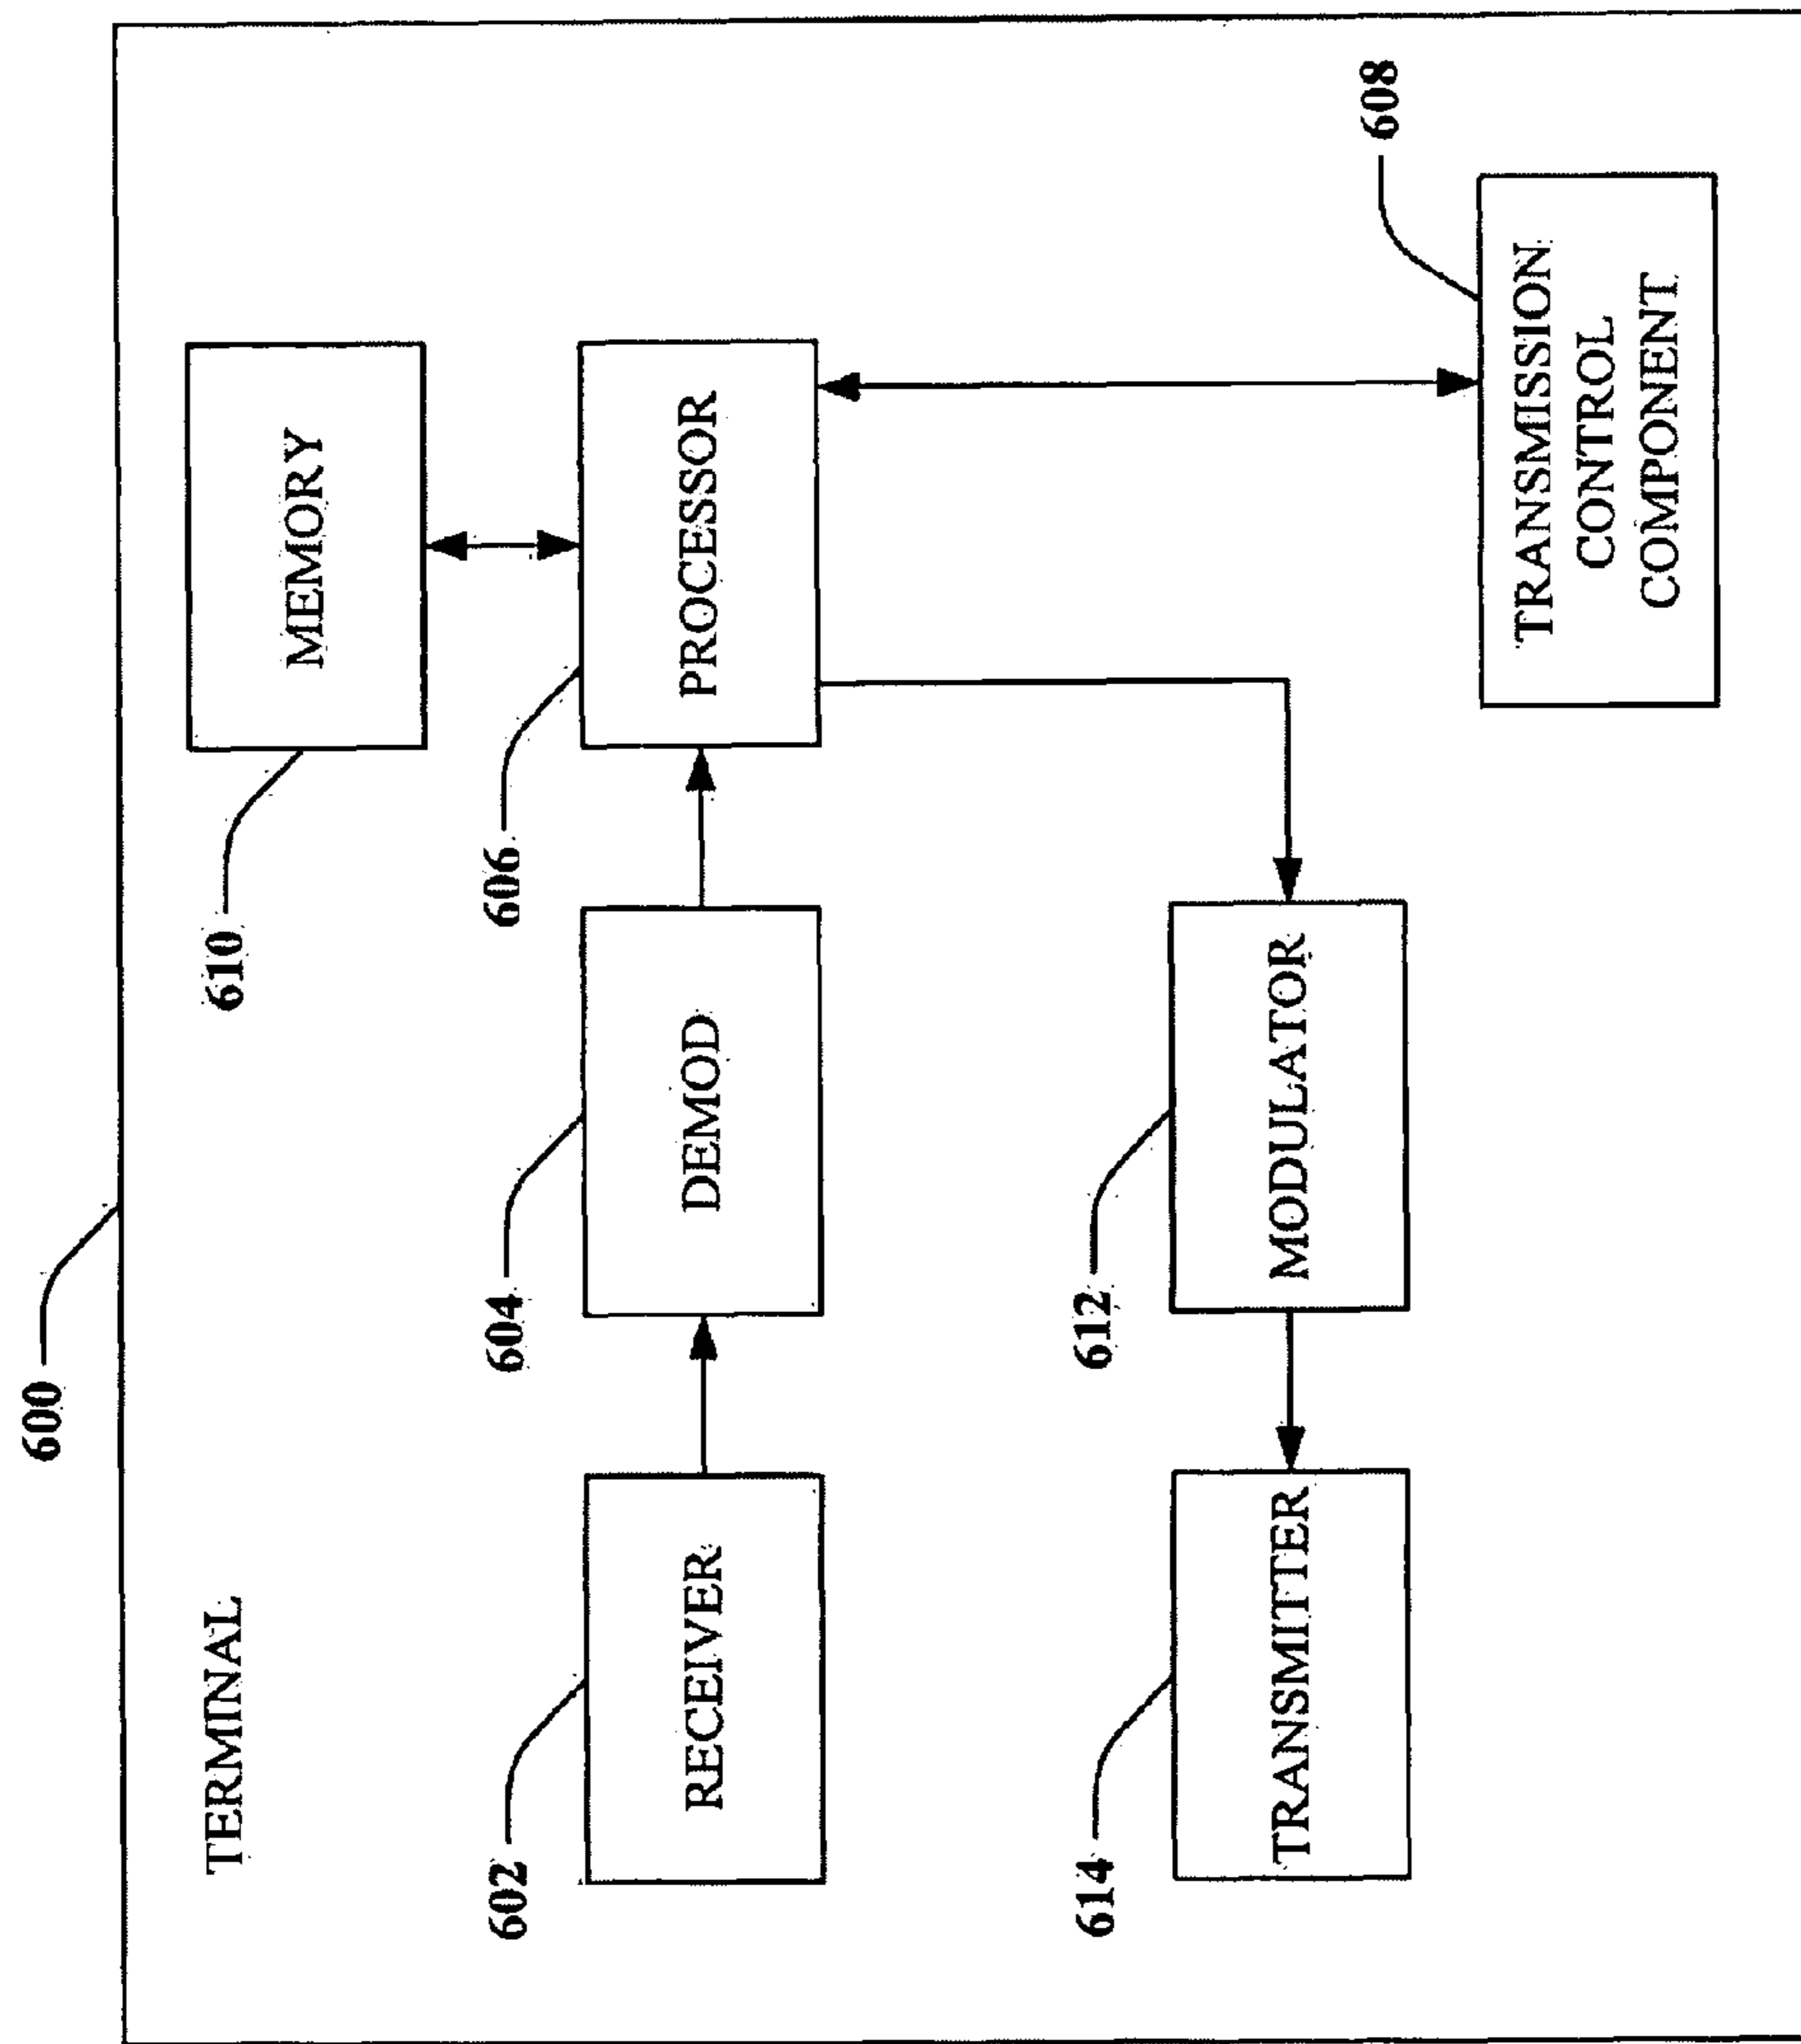 600
TERMINAL
610
MEMORY
602
RECEIVER
604
DEMOD
606
PROCESSOR
614
TRANSMITTER
612
MODULATOR
608
TRANSMISSION
CONTROL
COMPONENT